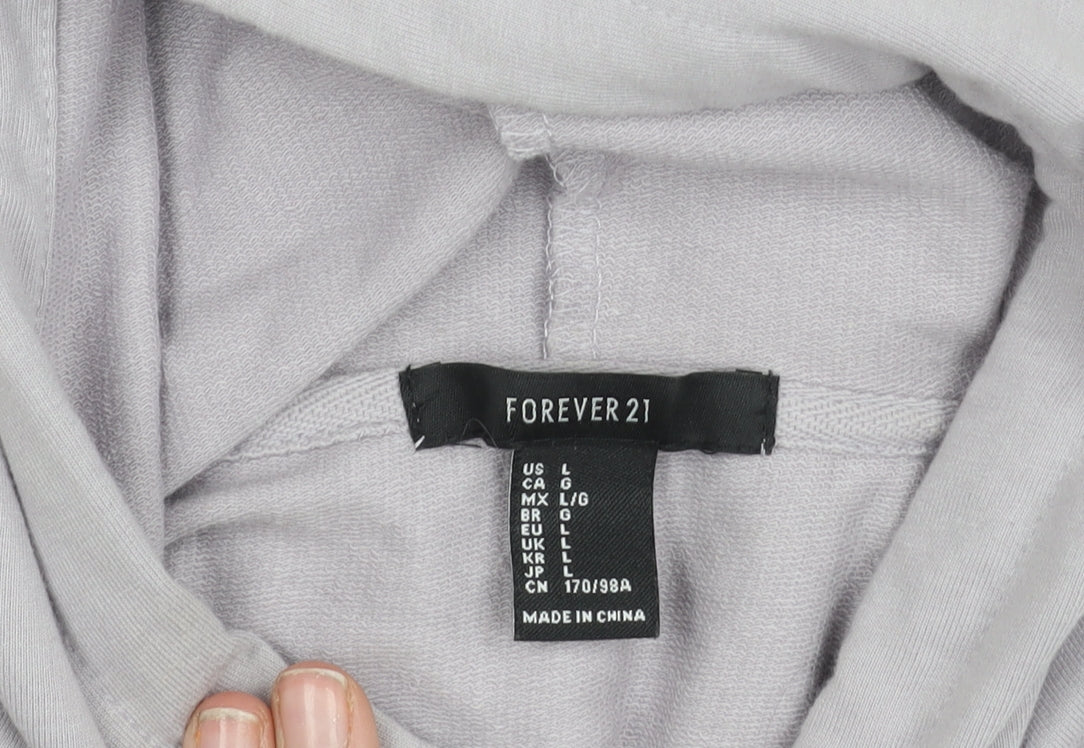 FOREVER 21
US L
CA G
MX L/G
BR G
EU L
UK L
KR L
JP L
CN 170/98A
MADE IN CHINA